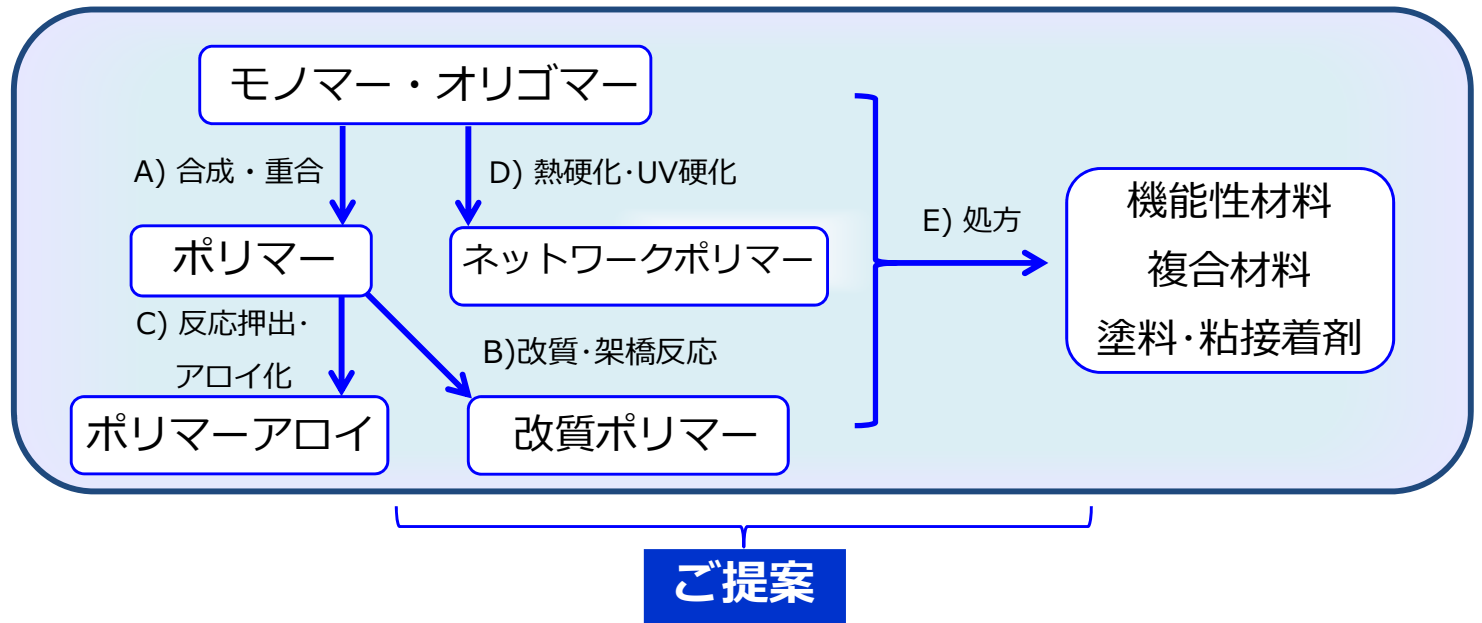 モノマー・オリゴマー
A) 合成・重合
D) 熱硬化･UV硬化
ポリマー
ネットワークポリマー
C) 反応押出･
アロイ化
B)改質･架橋反応
ポリマーアロイ
改質ポリマー
E) 処方
機能性材料
複合材料
塗料･粘接着剤
ご提案